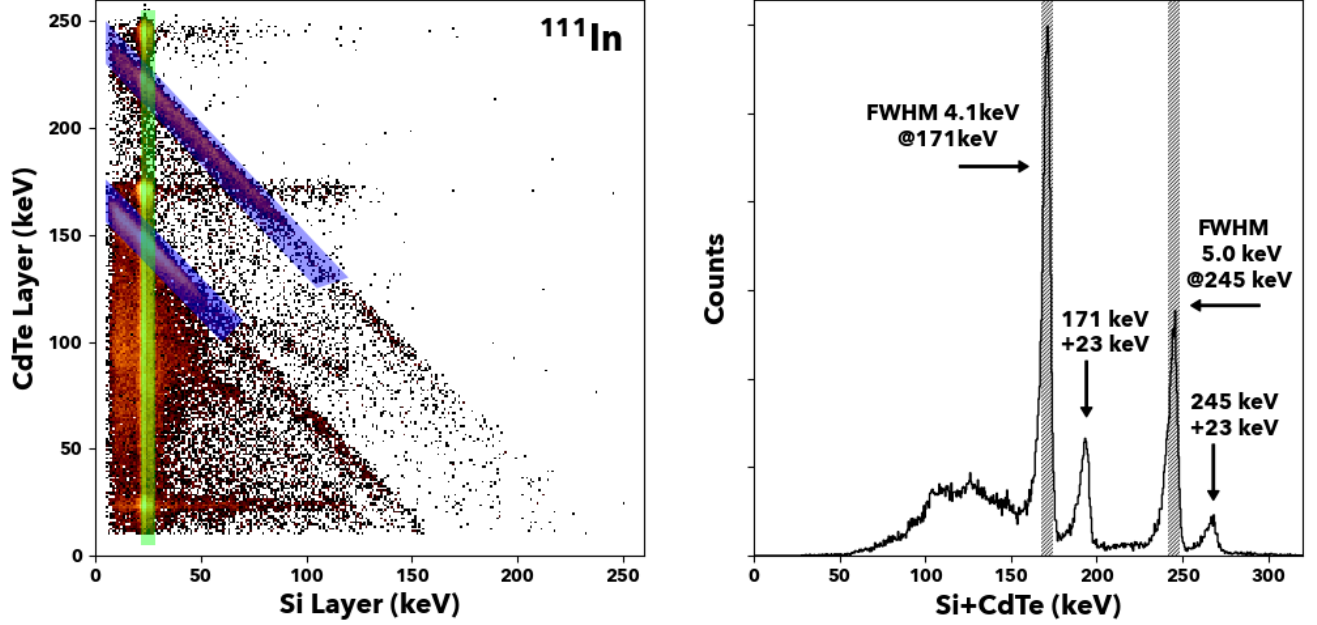 250
200
150
100
50
0
CdTe Layer (keV)
¹¹¹In
0 50 100 150 200 250
Si Layer (keV)
Counts
FWHM 4.1keV
@171keV
171 keV
+23 keV
FWHM
5.0 keV
@245 keV
245 keV
+23 keV
0 50 100 150 200 250 300
Si+CdTe (keV)